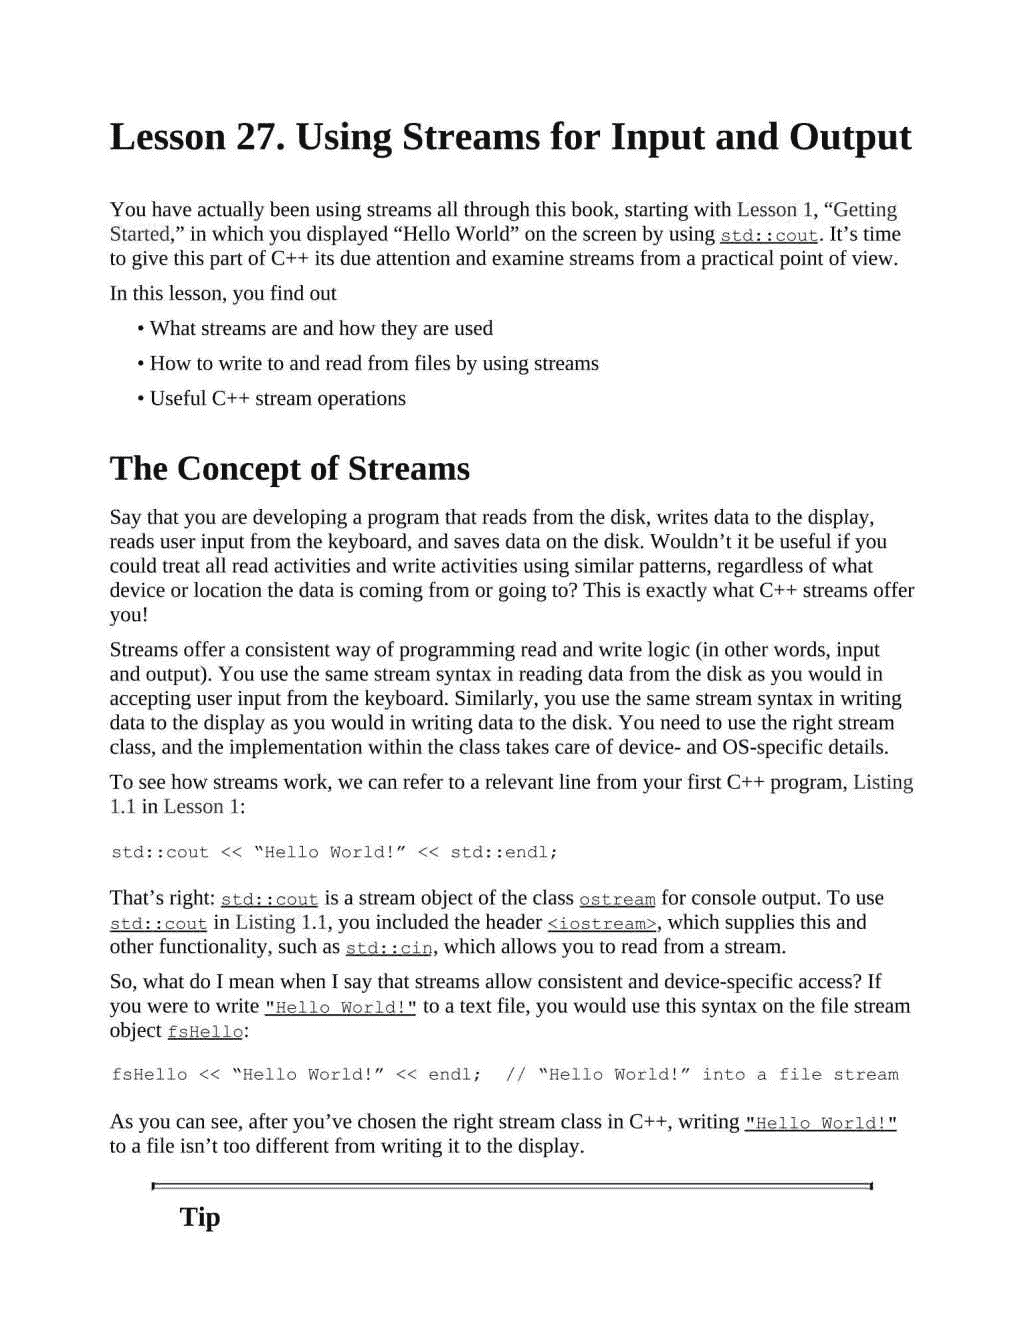 Lesson 27. Using Streams for Input and Output
You have actually been using streams all through this book, starting with Lesson 1, “Getting
Started,” in which you displayed “Hello World” on the screen by using std::cout. It’s time
to give this part of C++ its due attention and examine streams from a practical point of view.
In this lesson, you find out
• What streams are and how they are used
• How to write to and read from files by using streams
• Useful C++ stream operations
The Concept of Streams
Say that you are developing a program that reads from the disk, writes data to the display,
reads user input from the keyboard, and saves data on the disk. Wouldn’t it be useful if you
could treat all read activities and write activities using similar patterns, regardless of what
device or location the data is coming from or going to? This is exactly what C++ streams offer
you!
Streams offer a consistent way of programming read and write logic (in other words, input
and output). You use the same stream syntax in reading data from the disk as you would in
accepting user input from the keyboard. Similarly, you use the same stream syntax in writing
data to the display as you would in writing data to the disk. You need to use the right stream
class, and the implementation within the class takes care of device- and OS-specific details.
To see how streams work, we can refer to a relevant line from your first C++ program, Listing
1.1 in Lesson 1:
std::cout << “Hello World!” << std::endl;
That’s right: std::cout is a stream object of the class ostream for console output. To use
std::cout in Listing 1.1, you included the header <iostream>, which supplies this and
other functionality, such as std::cin, which allows you to read from a stream.
So, what do I mean when I say that streams allow consistent and device-specific access? If
you were to write "Hello World!" to a text file, you would use this syntax on the file stream
object fsHello:
fsHello << “Hello World!” << endl;  // “Hello World!” into a file stream
As you can see, after you’ve chosen the right stream class in C++, writing "Hello World!"
to a file isn’t too different from writing it to the display.
Tip